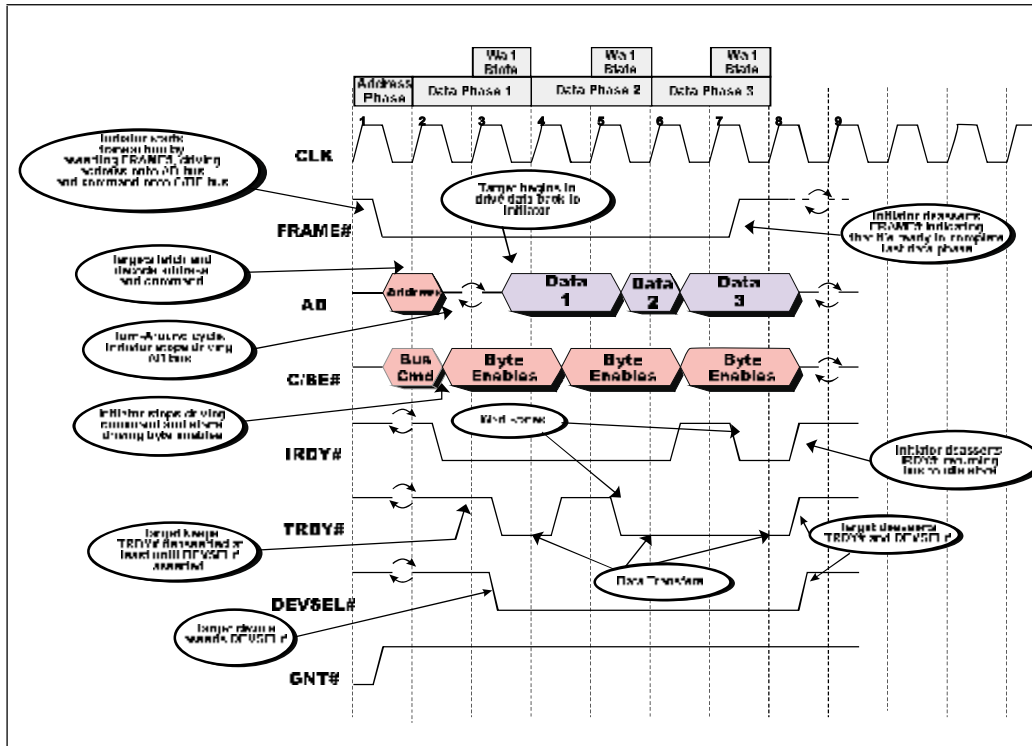 Wait
State
Wait
State
Wait
State
Address
Phase
Data Phase 1
Data Phase 2
Data Phase 3
1
2
3
4
5
6
7
8
9
CLK
Initiator starts
transaction by
asserting FRAME#, driving
address onto AD bus
and command onto C/BE bus
Target begins to
drive data back to
initiator
FRAME#
Initiator deasserts
FRAME# indicating
that it's ready to complete
last data phase
Targets latch and
decode address
and command
AD
Address
Data
1
Data
2
Data
3
Turn-Around cycle,
Initiator stops driving
AD bus
C/BE#
Bus
Cmd
Byte
Enables
Byte
Enables
Byte
Enables
Initiator stops driving
command and starts
driving byte enables
Wait states
IRDY#
Initiator deasserts
IRDY#, returning
bus to idle state
TRDY#
Target keeps
TRDY# deasserted at
least until DEVSEL#
asserted
Target deasserts
TRDY# and DEVSEL#
Data Transfers
DEVSEL#
Target device
asserts DEVSEL#
GNT#